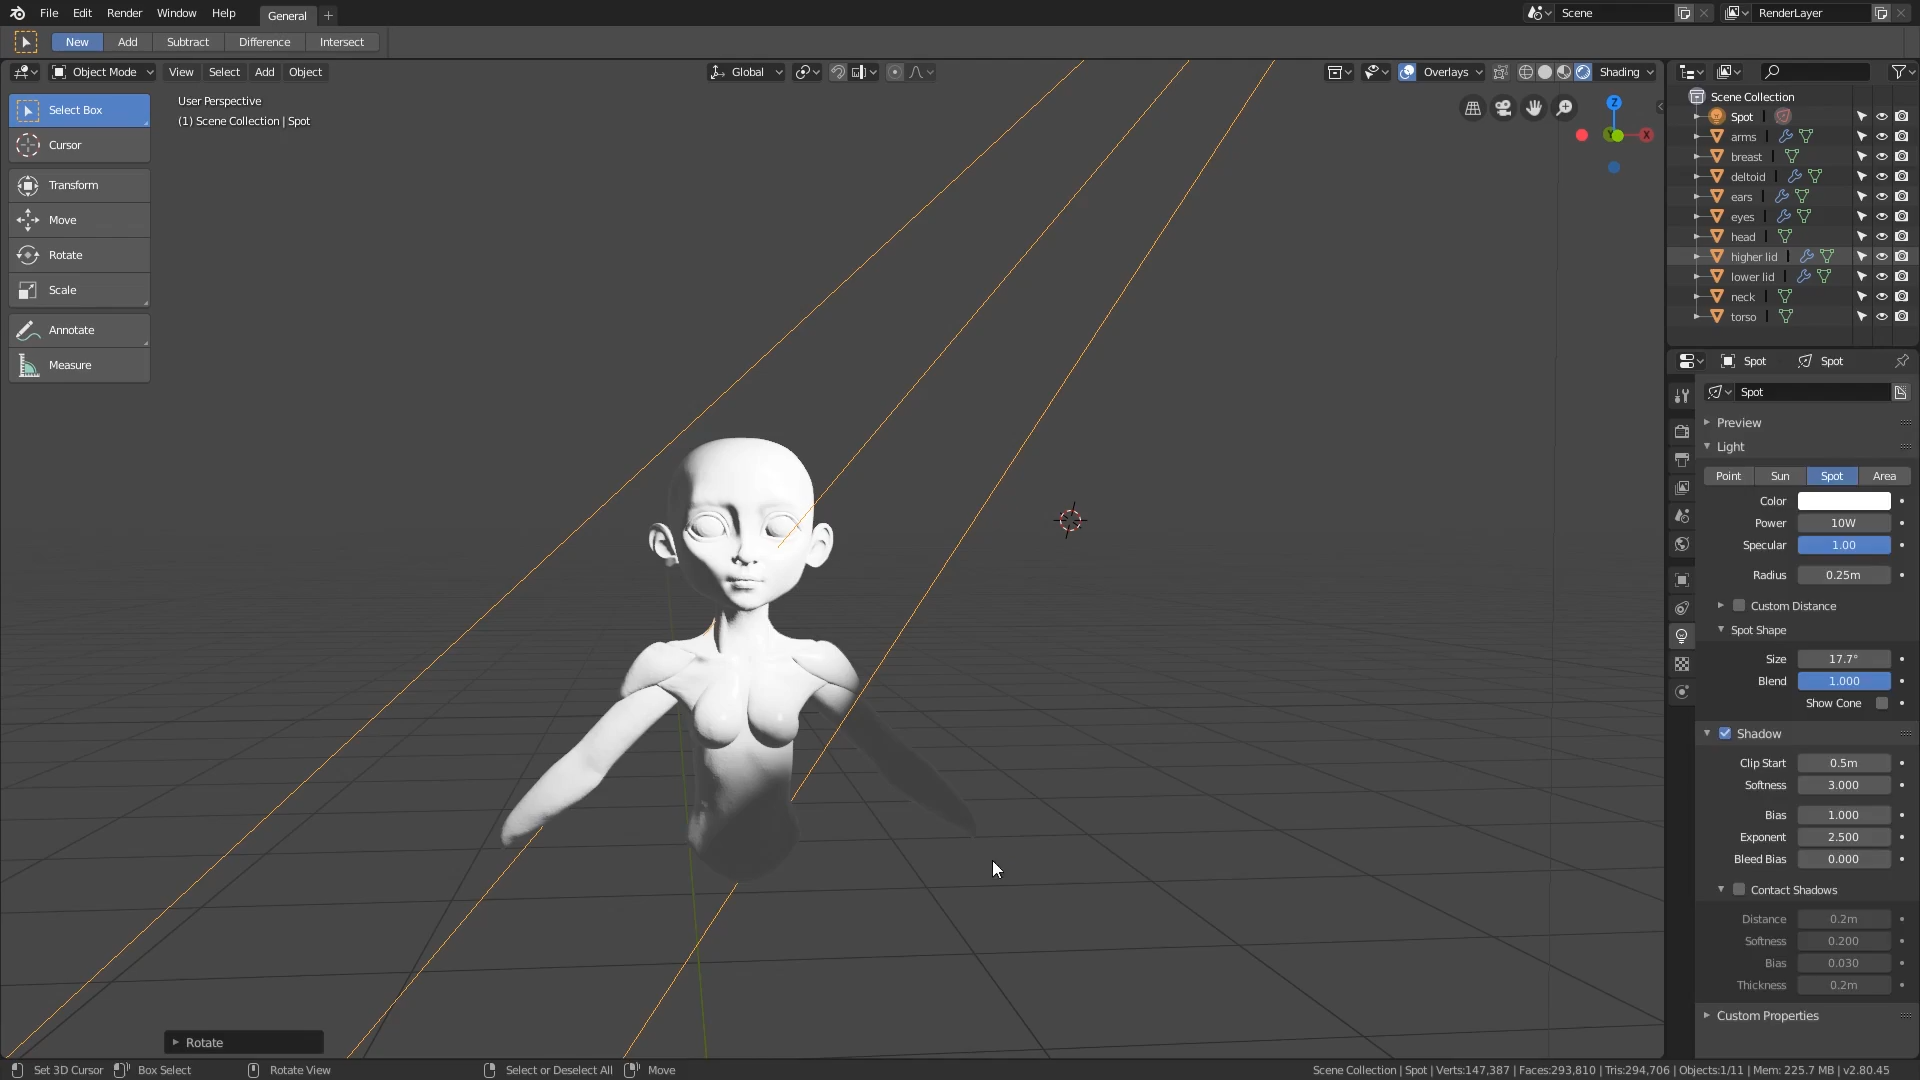 File Edit Render Window Help General + Scene RenderLayer
New Add Subtract Difference Intersect
Object Mode View Select Add Object Global Overlays Shading
Select Box
Cursor
Transform
Move
Rotate
Scale
Annotate
Measure
User Perspective
(1) Scene Collection | Spot
Z
Y
X
Scene Collection
Spot
arms
breast
deltoid
ears
eyes
head
higher lid
lower lid
neck
torso
Spot Spot
Spot
Preview
Light
Point Sun Spot Area
Color
Power 10W
Specular 1.00
Radius 0.25m
Custom Distance
Spot Shape
Size 17.7°
Blend 1.000
Show Cone
Shadow
Clip Start 0.5m
Softness 3.000
Bias 1.000
Exponent 2.500
Bleed Bias 0.000
Contact Shadows
Distance 0.2m
Softness 0.200
Bias 0.030
Thickness 0.2m
Custom Properties
Rotate
Set 3D Cursor Box Select Rotate View Select or Deselect All Move Scene Collection | Spot | Verts:147,387 | Faces:293,810 | Tris:294,706 | Objects:1/11 | Mem: 225.7 MB | v2.80.45